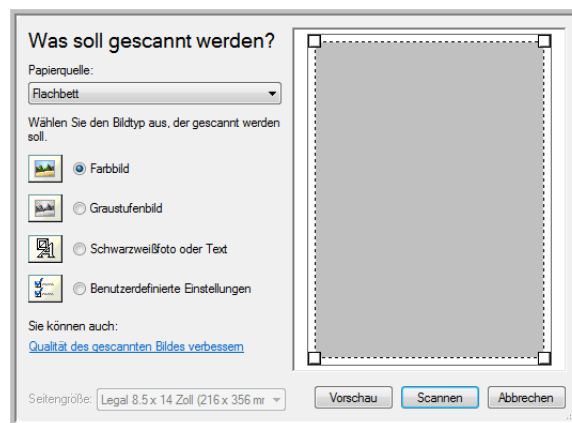 Was soll gescannt werden?
Papierquelle:
Flachbett
Wählen Sie den Bildtyp aus, der gescannt werden
soll.
Farbbild
Graustufenbild
Schwarzweißfoto oder Text
Benutzerdefinierte Einstellungen
Sie können auch:
Qualität des gescannten Bildes verbessern
Seitengröße: Legal 8.5 x 14 Zoll (216 x 356 mr
Vorschau Scannen Abbrechen